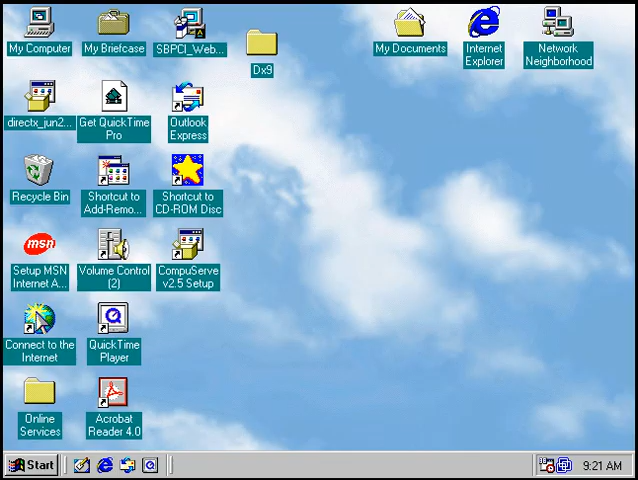 My Computer
My Briefcase
SBPCI_Web...
Dx9
My Documents
Internet
Explorer
Network
Neighborhood
directx_jun2...
Get QuickTime
Pro
Outlook
Express
Recycle Bin
Shortcut to
Add-Remo...
Shortcut to
CD-ROM Disc
msn
Setup MSN
Internet A...
Volume Control
(2)
CompuServe
v2.5 Setup
Connect to the
Internet
QuickTime
Player
Online
Services
Acrobat
Reader 4.0
Start
9:21 AM